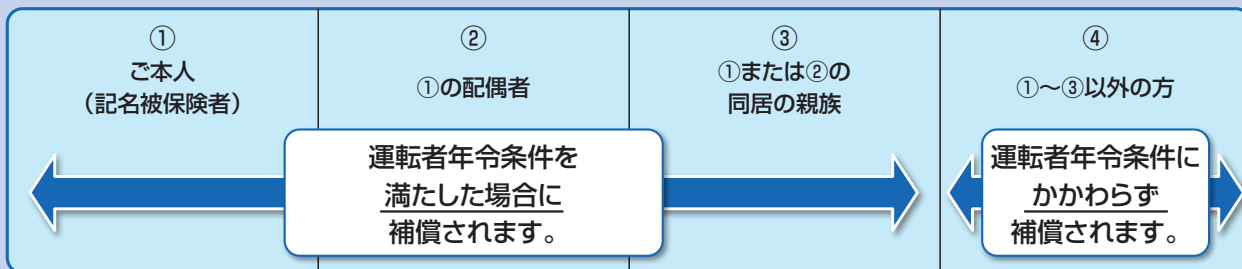 ①
ご本人
（記名被保険者）
②
①の配偶者
③
①または②の
同居の親族
④
①～③以外の方
運転者年令条件を
満たした場合に
補償されます。
運転者年令条件に
かかわらず
補償されます。